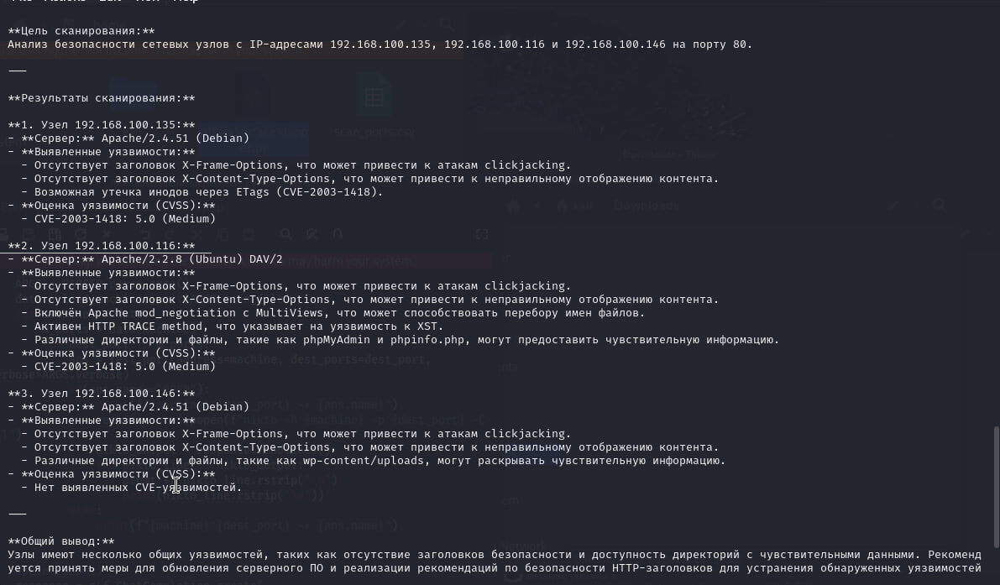 **Цель сканирования:**
Анализ безопасности сетевых узлов с IP-адресами 192.168.100.135, 192.168.100.116 и 192.168.100.146 на порту 80.
———
**Результаты сканирования:**
**1. Узел 192.168.100.135:**
- **Сервер:** Apache/2.4.51 (Debian)
- **Выявленные уязвимости:**
- Отсутствует заголовок X-Frame-Options, что может привести к атакам clickjacking.
- Отсутствует заголовок X-Content-Type-Options, что может привести к неправильному отображению контента.
- Возможная утечка инодов через ETags (CVE-2003-1418).
- **Оценка уязвимости (CVSS):**
- CVE-2003-1418: 5.0 (Medium)
**2. Узел 192.168.100.116:**
- **Сервер:** Apache/2.2.8 (Ubuntu) DAV/2
- **Выявленные уязвимости:**
- Отсутствует заголовок X-Frame-Options, что может привести к атакам clickjacking.
- Отсутствует заголовок X-Content-Type-Options, что может привести к неправильному отображению контента.
- Включён Apache mod_negotiation с MultiViews, что может способствовать перебору имен файлов.
- Активен HTTP TRACE method, что указывает на уязвимость к XST.
- Различные директории и файлы, такие как phpMyAdmin и phpinfo.php, могут предоставить чувствительную информацию.
- **Оценка уязвимости (CVSS):**
- CVE-2003-1418: 5.0 (Medium)
**3. Узел 192.168.100.146:**
- **Сервер:** Apache/2.4.51 (Debian)
- **Выявленные уязвимости:**
- Отсутствует заголовок X-Frame-Options, что может привести к атакам clickjacking.
- Отсутствует заголовок X-Content-Type-Options, что может привести к неправильному отображению контента.
- Различные директории и файлы, такие как wp-content/uploads, могут раскрывать чувствительную информацию.
- **Оценка уязвимости (CVSS):**
- Нет выявленных CVE-уязвимостей.
———
**Общий вывод:**
Узлы имеют несколько общих уязвимостей, таких как отсутствие заголовков безопасности и доступность директорий с чувствительными данными. Рекоменд
уется принять меры для обновления серверного ПО и реализации рекомендаций по безопасности HTTP-заголовков для устранения обнаруженных уязвимостей